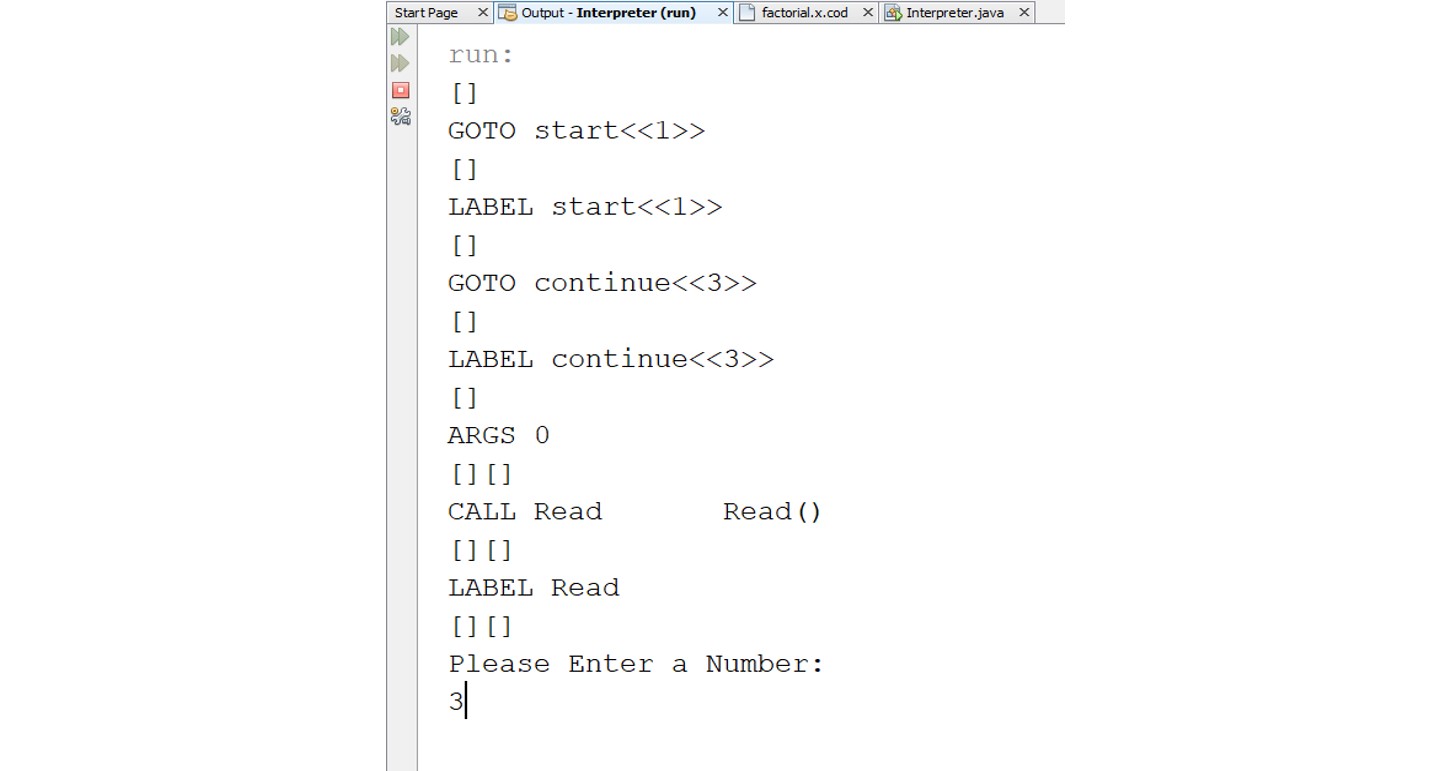 Start Page Output - Interpreter (run) factorial.x.cod Interpreter.java
run:
[]
GOTO start<<1>>
[]
LABEL start<<1>>
[]
GOTO continue<<3>>
[]
LABEL continue<<3>>
[]
ARGS 0
[][]
CALL Read Read()
[][]
LABEL Read
[][]
Please Enter a Number:
3